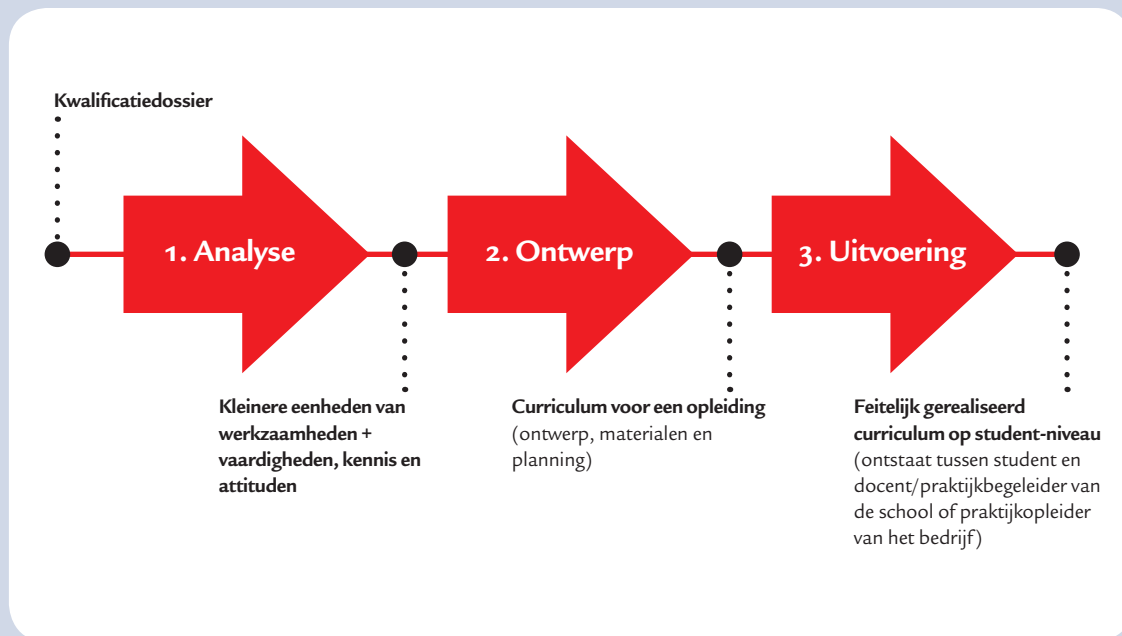 Kwalificatiedossier
1. Analyse
2. Ontwerp
3. Uitvoering
Kleinere eenheden van
werkzaamheden +
vaardigheden, kennis en
attituden
Curriculum voor een opleiding
(ontwerp, materialen en
planning)
Feitelijk gerealiseerd
curriculum op student-niveau
(ontstaat tussen student en
docent/praktijkbegeleider van
de school of praktijkopleider
van het bedrijf)